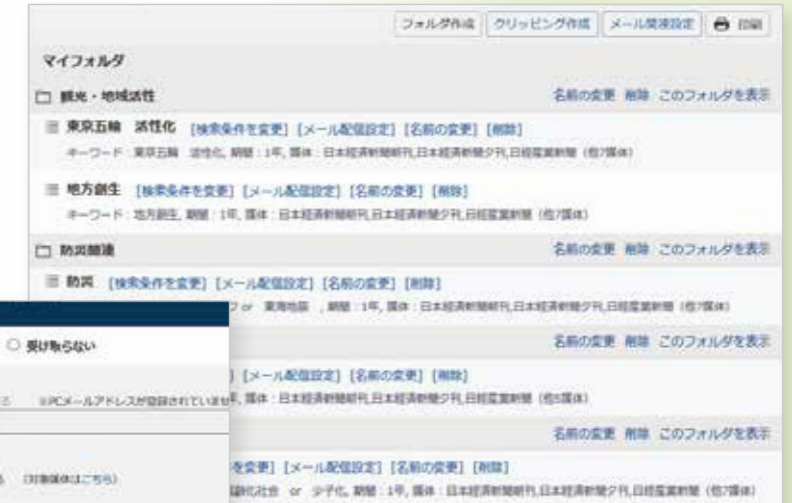 フォルダ作成 クリッピング作成 メール関連設定 印刷
マイフォルダ
観光・地域活性 名前の変更 削除 このフォルダを表示
東京五輪 活性化 [検索条件を変更] [メール配信設定] [名前の変更] [削除]
キーワード：東京五輪 活性化, 期間：1年, 媒体：日本経済新聞朝刊,日本経済新聞夕刊,日経産業新聞（他7媒体）
地方創生 [検索条件を変更] [メール配信設定] [名前の変更] [削除]
キーワード：地方創生, 期間：1年, 媒体：日本経済新聞朝刊,日本経済新聞夕刊,日経産業新聞（他7媒体）
防災関連 名前の変更 削除 このフォルダを表示
防災 [検索条件を変更] [メール配信設定] [名前の変更] [削除]
or 東海地震 , 期間：1年, 媒体：日本経済新聞朝刊,日本経済新聞夕刊,日経産業新聞（他7媒体）
名前の変更 削除 このフォルダを表示
受け取らない
] [メール配信設定] [名前の変更] [削除]
※PCメールアドレスが登録されていませ
年, 媒体：日本経済新聞朝刊,日本経済新聞夕刊,日経産業新聞（他5媒体）
名前の変更 削除 このフォルダを表示
を変更] [メール配信設定] [名前の変更] [削除]
（対象媒体はこちら）
齢化社会 or 少子化, 期間：1年, 媒体：日本経済新聞朝刊,日本経済新聞夕刊,日経産業新聞（他7媒体）